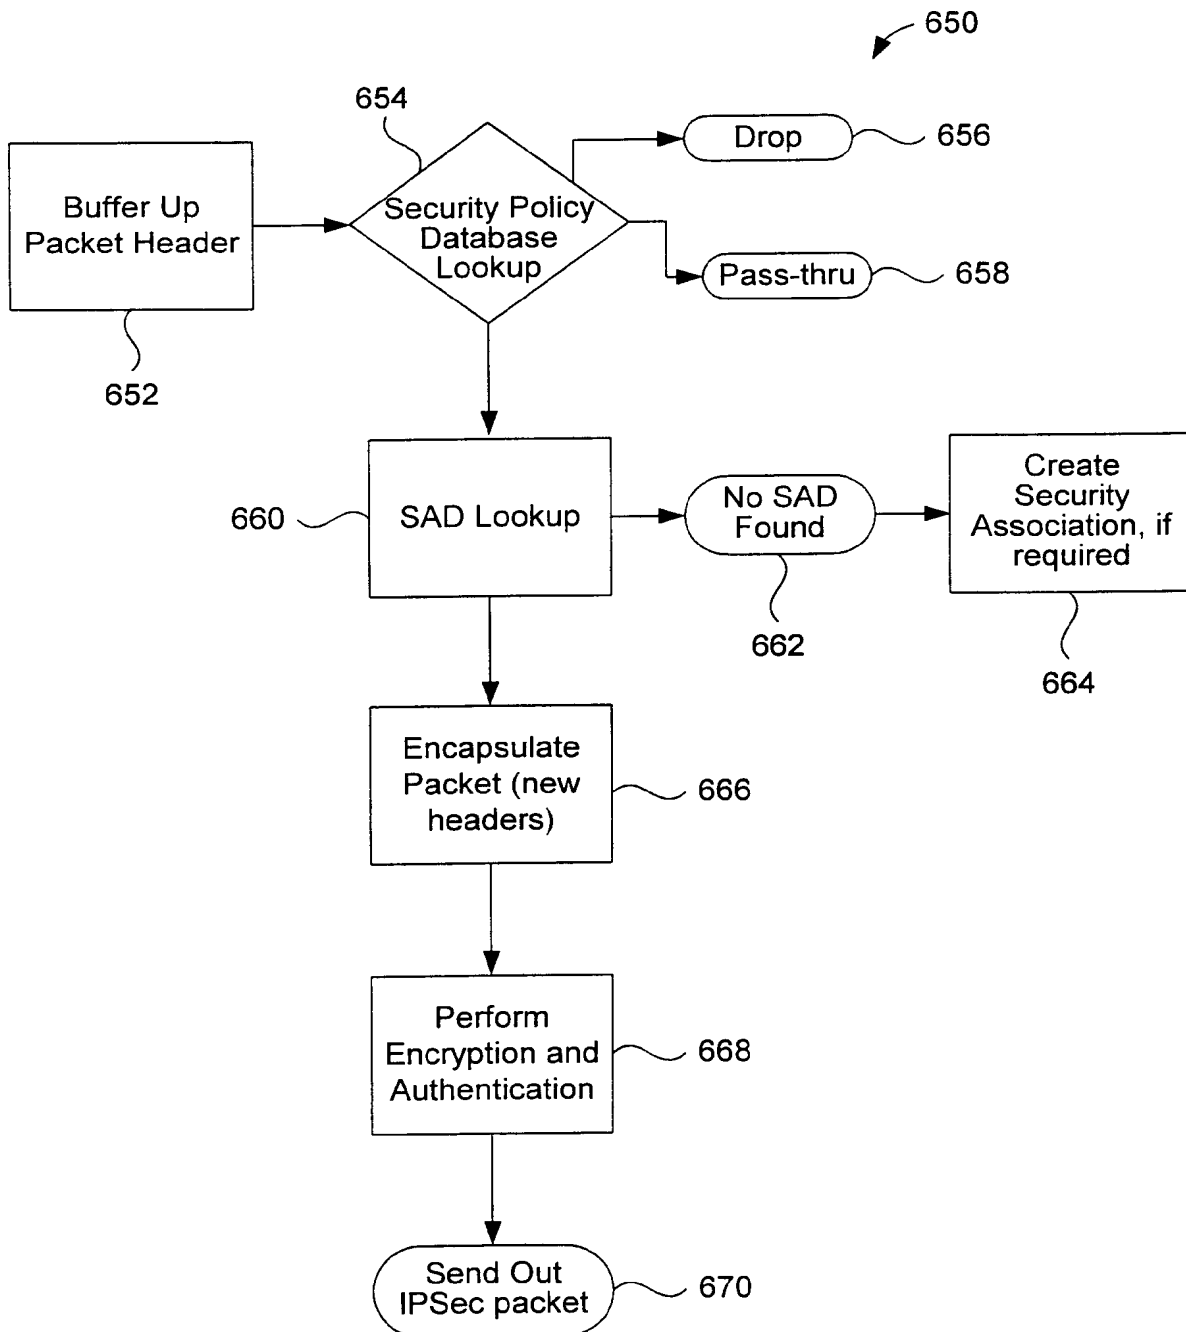 650
654
Drop
656
Buffer Up
Packet Header
Security Policy
Database
Lookup
Pass-thru
658
652
660
SAD Lookup
No SAD
Found
Create
Security
Association, if
required
662
664
Encapsulate
Packet (new
headers)
666
Perform
Encryption and
Authentication
668
Send Out
IPSec packet
670